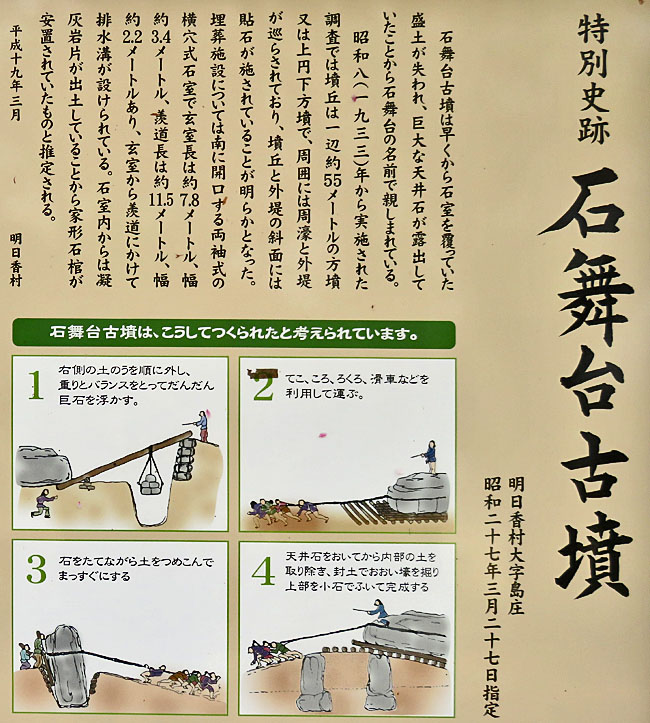 特別史跡
石舞台古墳
明日香村大字島庄
昭和二十七年三月二十七日指定
石舞台古墳は早くから石室を覆っていた
盛土が失われ、巨大な天井石が露出して
いたことから石舞台の名前で親しまれている。
昭和八(一九三三)年から実施された
調査では墳丘は一辺約55メートルの方墳
又は上円下方墳で、周囲には周濠と外堤
が巡らされており、墳丘と外堤の斜面には
貼石が施されていることが明らかとなった。
埋葬施設については南に開口する両袖式の
横穴式石室で玄室長は約7.8メートル、幅
約3.4メートル、羨道長は約11.5メートル、幅
約2.2メートルあり、玄室から羨道にかけて
排水溝が設けられている。石室内からは凝
灰岩片が出土していることから家形石棺が
安置されていたものと推定される。
平成十九年三月 明日香村
石舞台古墳は、こうしてつくられたと考えられています。
1
右側の土のうを順に外し、
重りとバランスをとってだんだん
巨石を浮かす。
2
てこ、ころ、ろくろ、滑車などを
利用して運ぶ。
3
石をたてながら土をつめこんで
まっすぐにする
4
天井石をおいてから内部の土を
取り除き、封土でおおい壕を掘り
上部を小石でふいて完成する